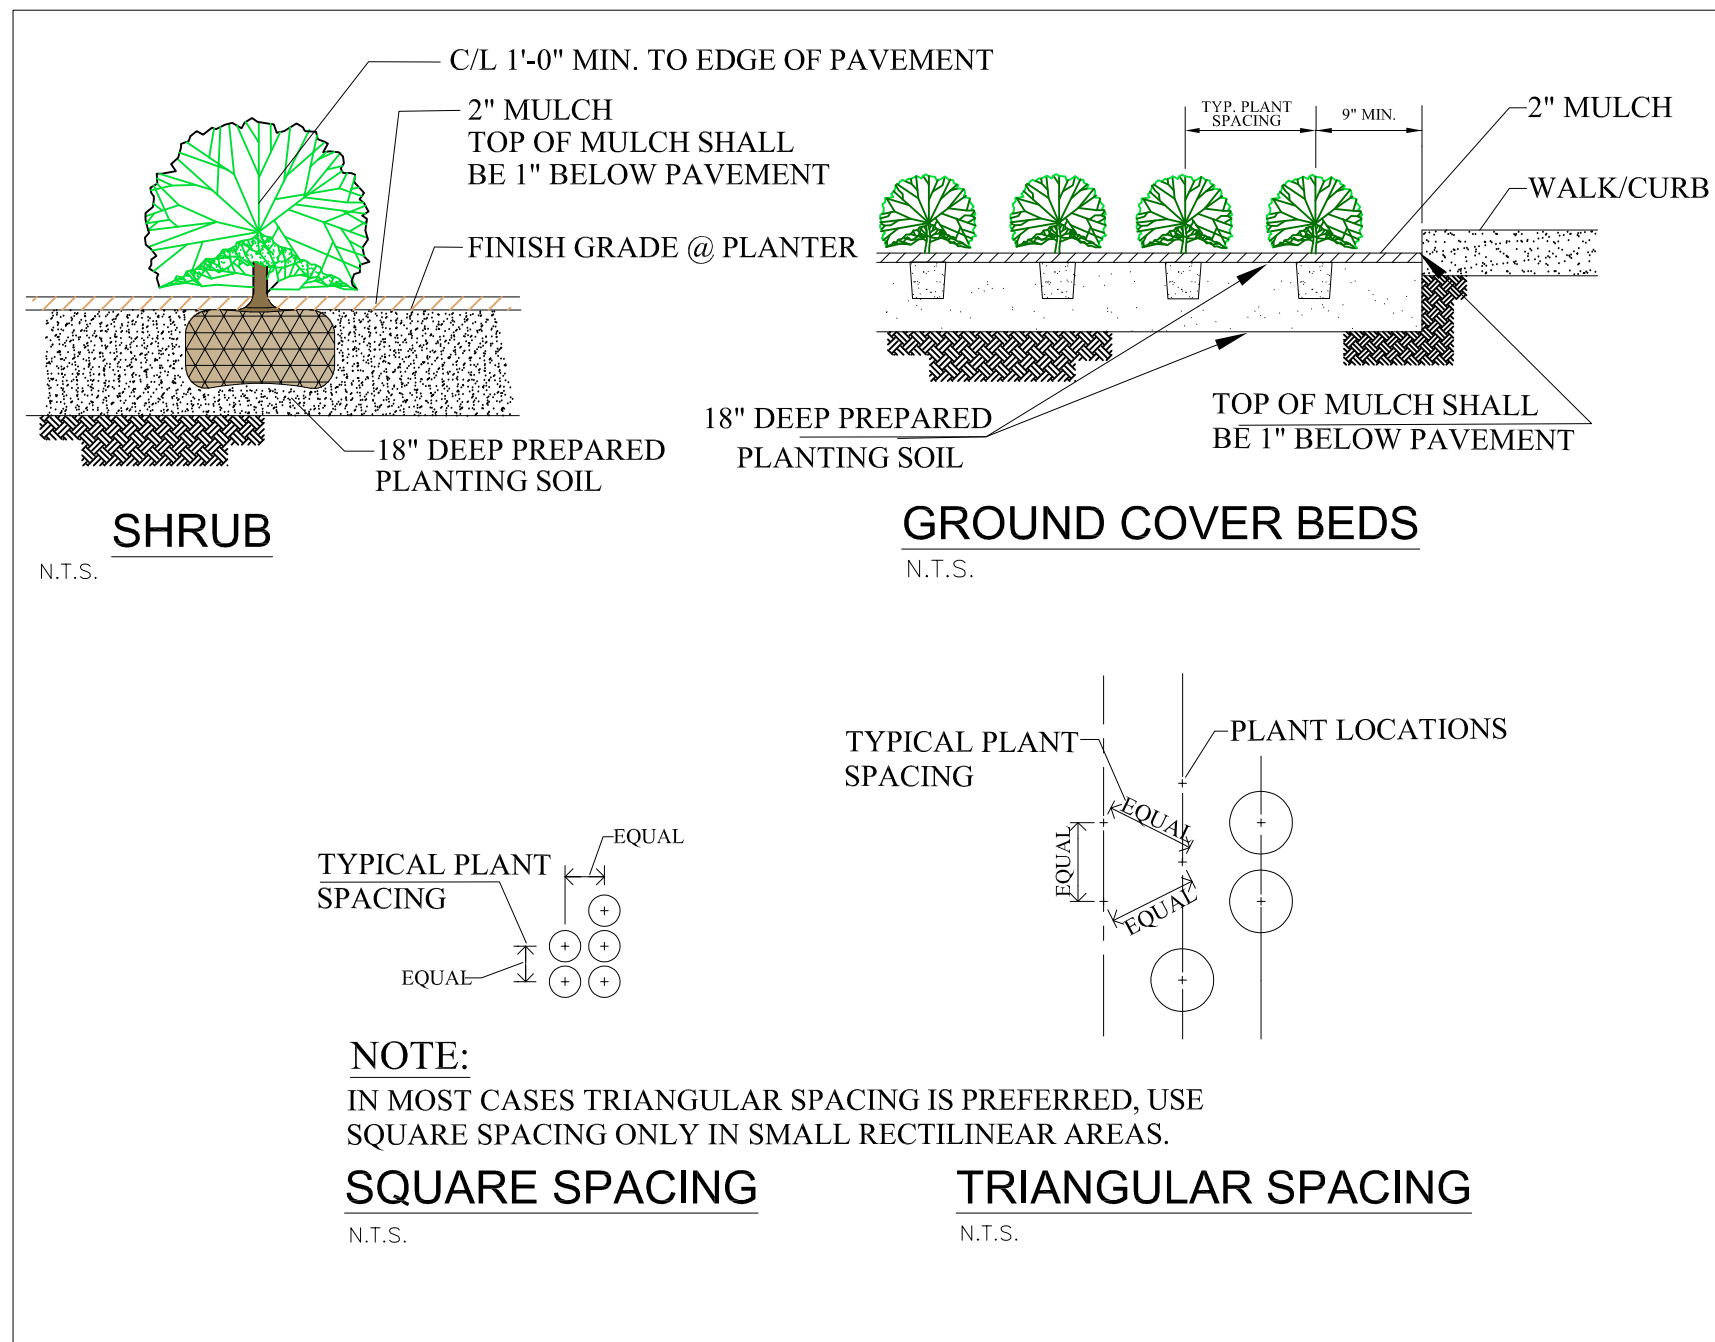 C/L 1'-0" MIN. TO EDGE OF PAVEMENT
2" MULCH
TOP OF MULCH SHALL
BE 1" BELOW PAVEMENT
FINISH GRADE @ PLANTER
18" DEEP PREPARED
PLANTING SOIL
SHRUB
N.T.S.
TYP. PLANT
SPACING
9" MIN.
2" MULCH
WALK/CURB
18" DEEP PREPARED
PLANTING SOIL
TOP OF MULCH SHALL
BE 1" BELOW PAVEMENT
GROUND COVER BEDS
N.T.S.
EQUAL
TYPICAL PLANT
SPACING
EQUAL
TYPICAL PLANT
SPACING
PLANT LOCATIONS
EQUAL
EQUAL
EQUAL
NOTE:
IN MOST CASES TRIANGULAR SPACING IS PREFERRED, USE
SQUARE SPACING ONLY IN SMALL RECTILINEAR AREAS.
SQUARE SPACING
N.T.S.
TRIANGULAR SPACING
N.T.S.